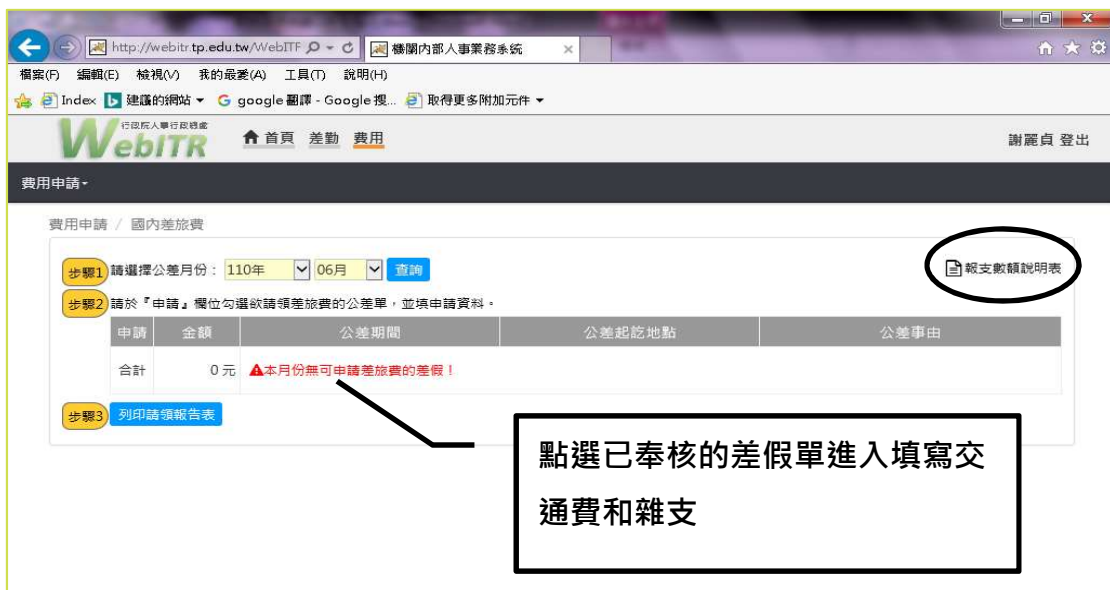 http://webitr.tp.edu.tw/WebITF
機關內部人事業務系統
檔案(F) 編輯(E) 檢視(V) 我的最愛(A) 工具(T) 說明(H)
Index 建議的網站 google 翻譯 - Google 搜... 取得更多附加元件
行政院人事行政總處
WebITR
首頁 差勤 費用
謝麗貞 登出
費用申請
費用申請 / 國內差旅費
步驟1 請選擇公差月份： 110年 06月 查詢
報支數額說明表
步驟2 請於『申請』欄位勾選欲請領差旅費的公差單，並填申請資料。
申請 金額 公差期間 公差起訖地點 公差事由
合計 0 元 本月份無可申請差旅費的差假！
步驟3 列印請領報告表
點選已奉核的差假單進入填寫交
通費和雜支